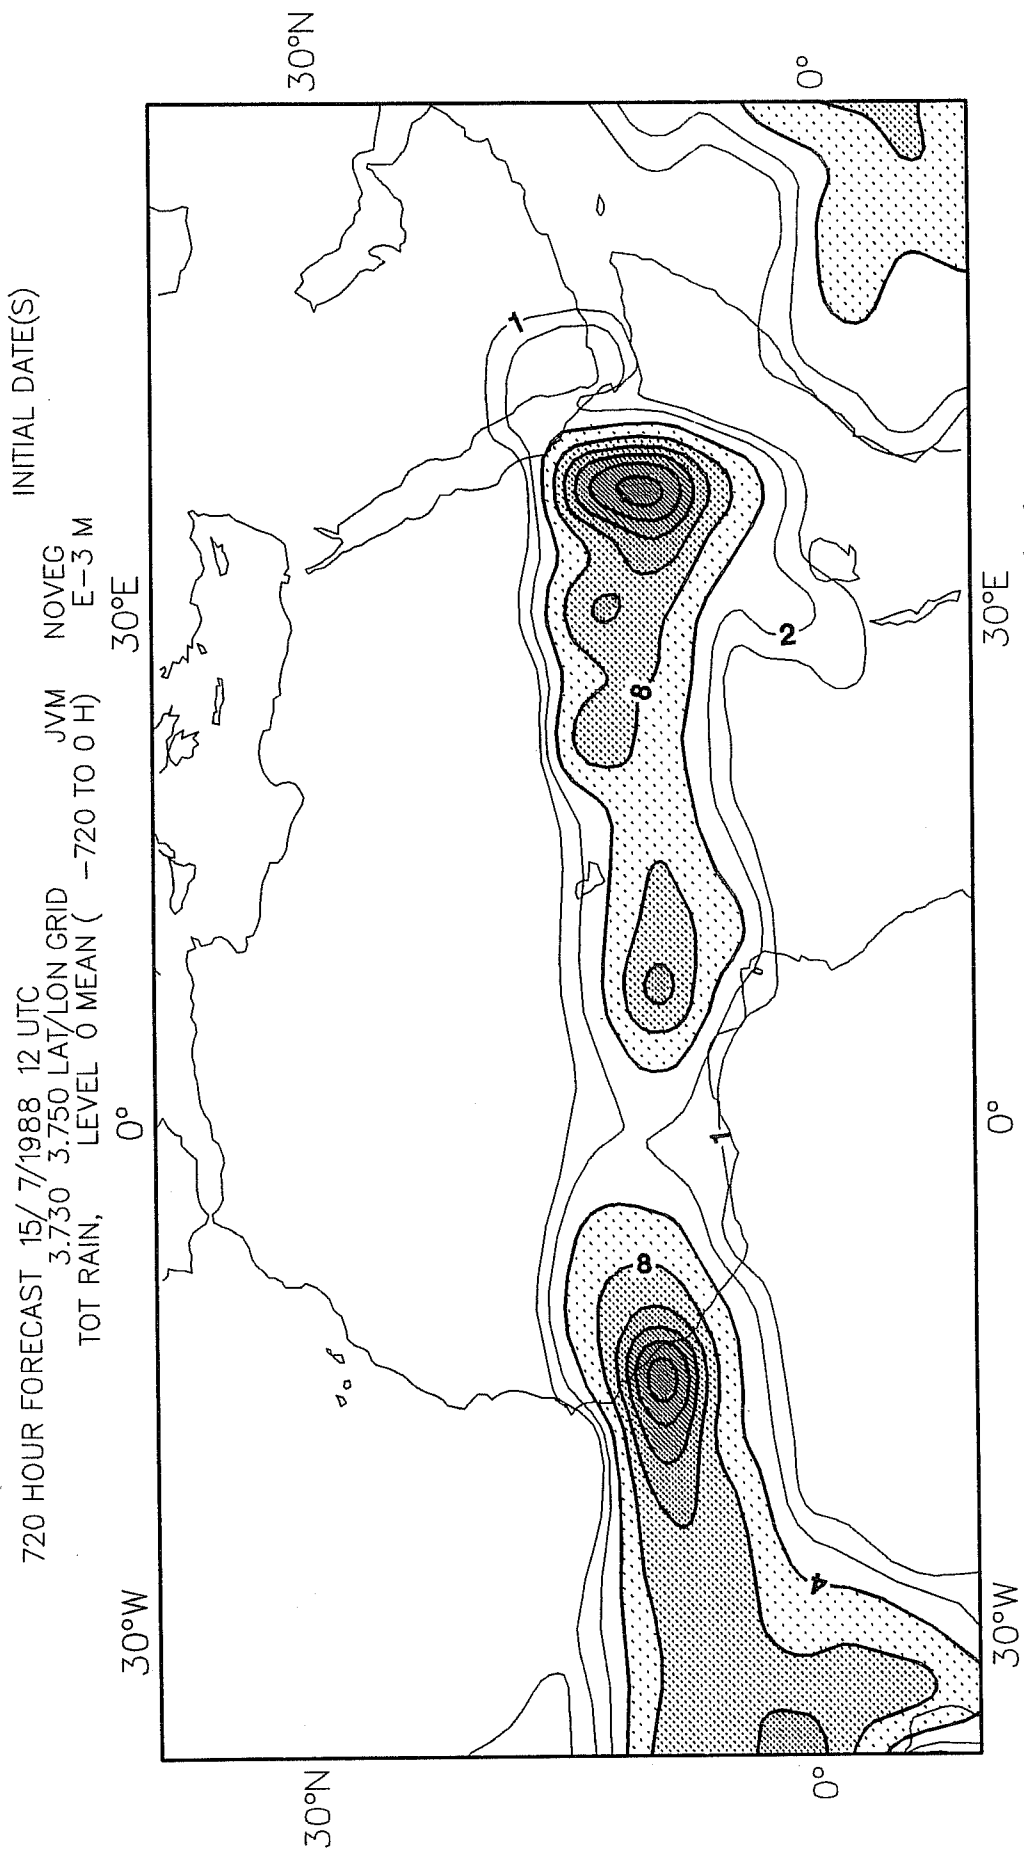 INITIAL DATE(S)
720 HOUR FORECAST 15/ 7/1988 12 UTC
3.730 3.750 LAT/LON GRID JVM NOVEG
TOT RAIN, LEVEL 0 MEAN ( -720 TO 0 H) E-3 M
30°W 0° 30°E
30°N 30°N
1
8
8
2
1
4
0° 0°
30°W 0° 30°E